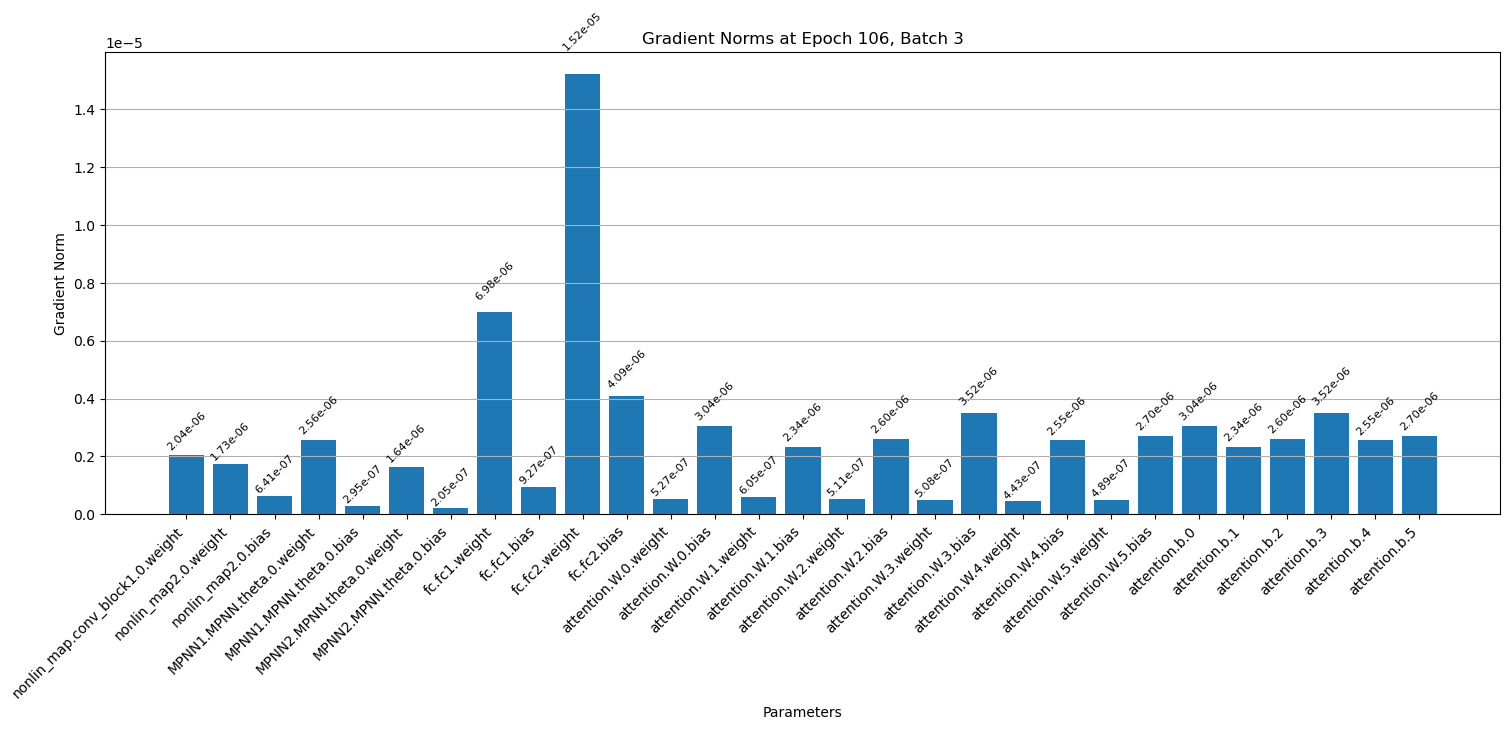 Gradient Norms at Epoch 106, Batch 3
1e−5
Gradient Norm
1.4
1.2
1.0
0.8
0.6
0.4
0.2
0.0
2.04e-06
1.73e-06
6.41e-07
2.56e-06
2.95e-07
1.64e-06
2.05e-07
6.98e-06
9.27e-07
1.52e-05
4.09e-06
5.27e-07
3.04e-06
6.05e-07
2.34e-06
5.11e-07
2.60e-06
5.08e-07
3.52e-06
4.43e-07
2.55e-06
4.89e-07
2.70e-06
3.04e-06
2.34e-06
2.60e-06
3.52e-06
2.55e-06
2.70e-06
nonlin_map.conv_block1.0.weight
nonlin_map2.0.weight
nonlin_map2.0.bias
MPNN1.MPNN.theta.0.weight
MPNN1.MPNN.theta.0.bias
MPNN2.MPNN.theta.0.weight
MPNN2.MPNN.theta.0.bias
fc.fc1.weight
fc.fc1.bias
fc.fc2.weight
fc.fc2.bias
attention.W.0.weight
attention.W.0.bias
attention.W.1.weight
attention.W.1.bias
attention.W.2.weight
attention.W.2.bias
attention.W.3.weight
attention.W.3.bias
attention.W.4.weight
attention.W.4.bias
attention.W.5.weight
attention.W.5.bias
attention.b.0
attention.b.1
attention.b.2
attention.b.3
attention.b.4
attention.b.5
Parameters